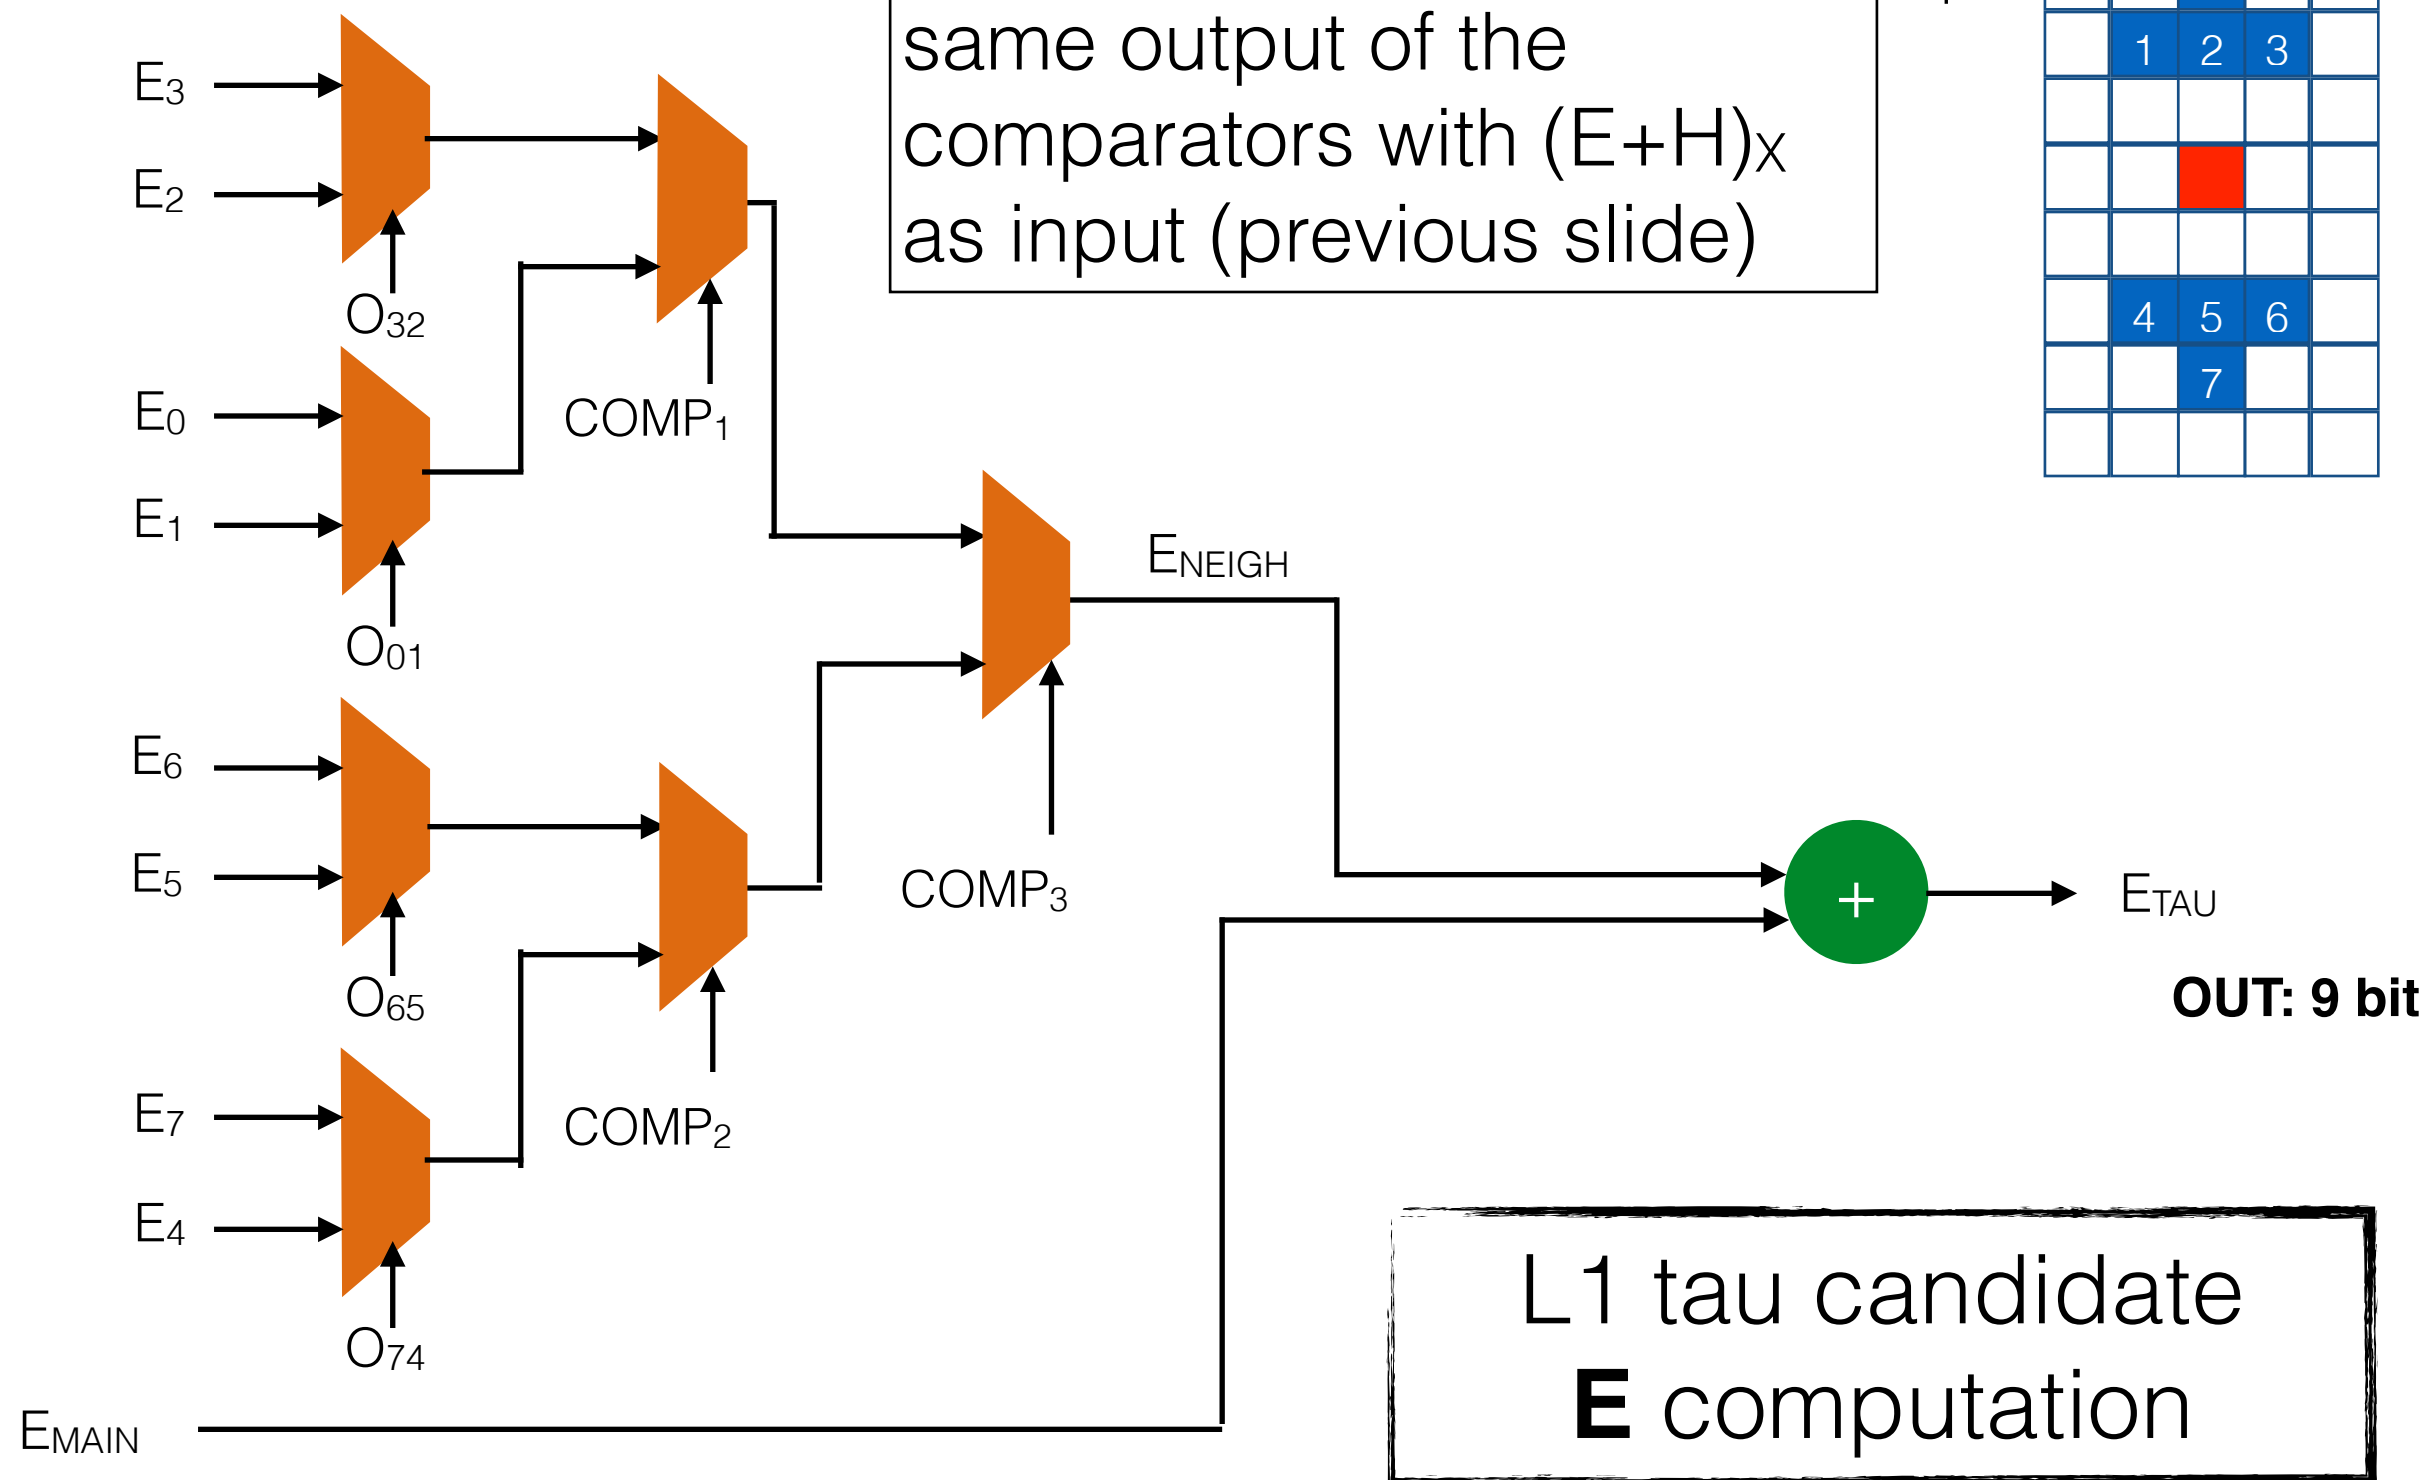 same output of the
comparators with (E+H)X
as input (previous slide)
1 2 3
4 5 6
7
E3
E2
O32
E0
E1
O01
COMP1
ENEIGH
E6
E5
O65
COMP3
E7
E4
O74
COMP2
+
ETAU
OUT: 9 bit
EMAIN
L1 tau candidate
E computation